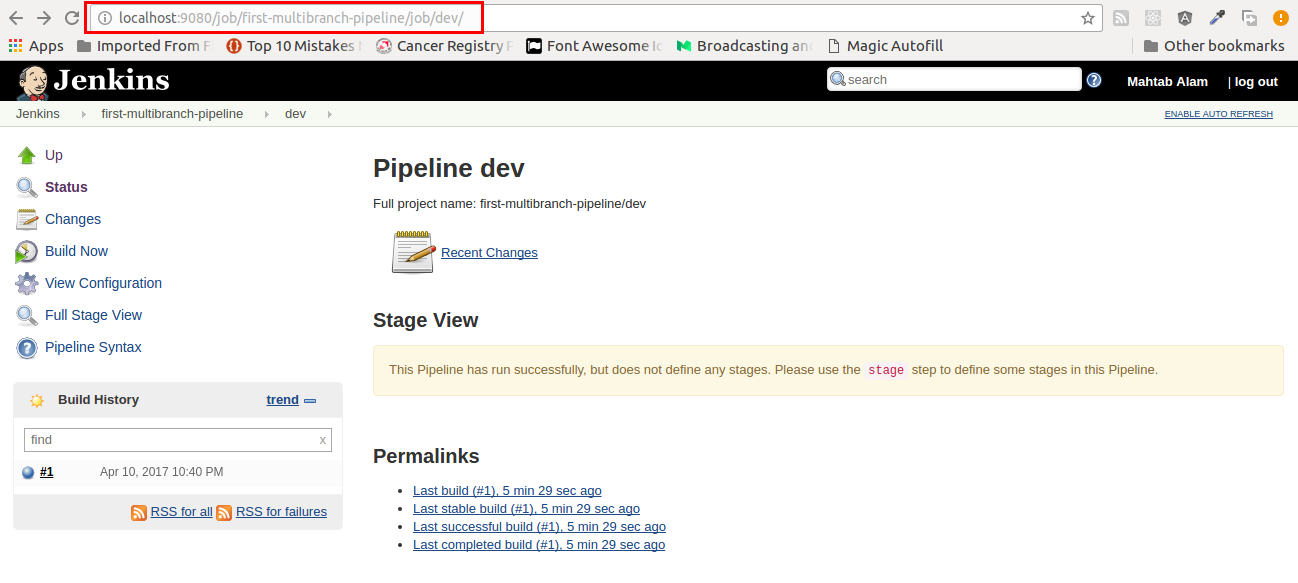 localhost:9080/job/first-multibranch-pipeline/job/dev/
Apps Imported From F Top 10 Mistakes Cancer Registry F Font Awesome Ic Broadcasting and Magic Autofill Other bookmarks
Jenkins search ? Mahtab Alam | log out
Jenkins first-multibranch-pipeline dev ENABLE AUTO REFRESH
Up
Status
Changes
Build Now
View Configuration
Full Stage View
Pipeline Syntax
Build History trend
find x
#1 Apr 10, 2017 10:40 PM
RSS for all RSS for failures
Pipeline dev
Full project name: first-multibranch-pipeline/dev
Recent Changes
Stage View
This Pipeline has run successfully, but does not define any stages. Please use the stage step to define some stages in this Pipeline.
Permalinks
Last build (#1), 5 min 29 sec ago
Last stable build (#1), 5 min 29 sec ago
Last successful build (#1), 5 min 29 sec ago
Last completed build (#1), 5 min 29 sec ago